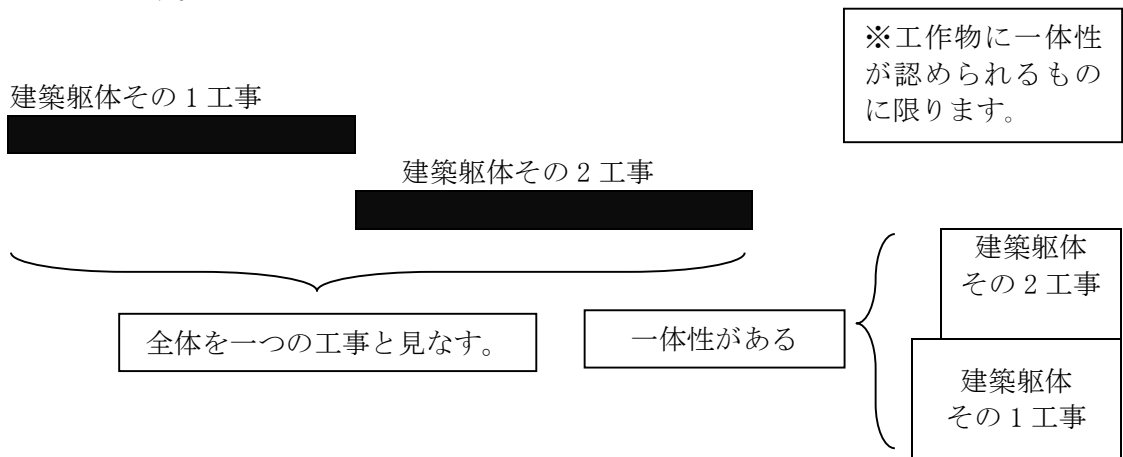 ※工作物に一体性
が認められるもの
に限ります。
建築躯体その１工事
建築躯体その２工事
全体を一つの工事と見なす。
一体性がある
建築躯体
その２工事
建築躯体
その１工事